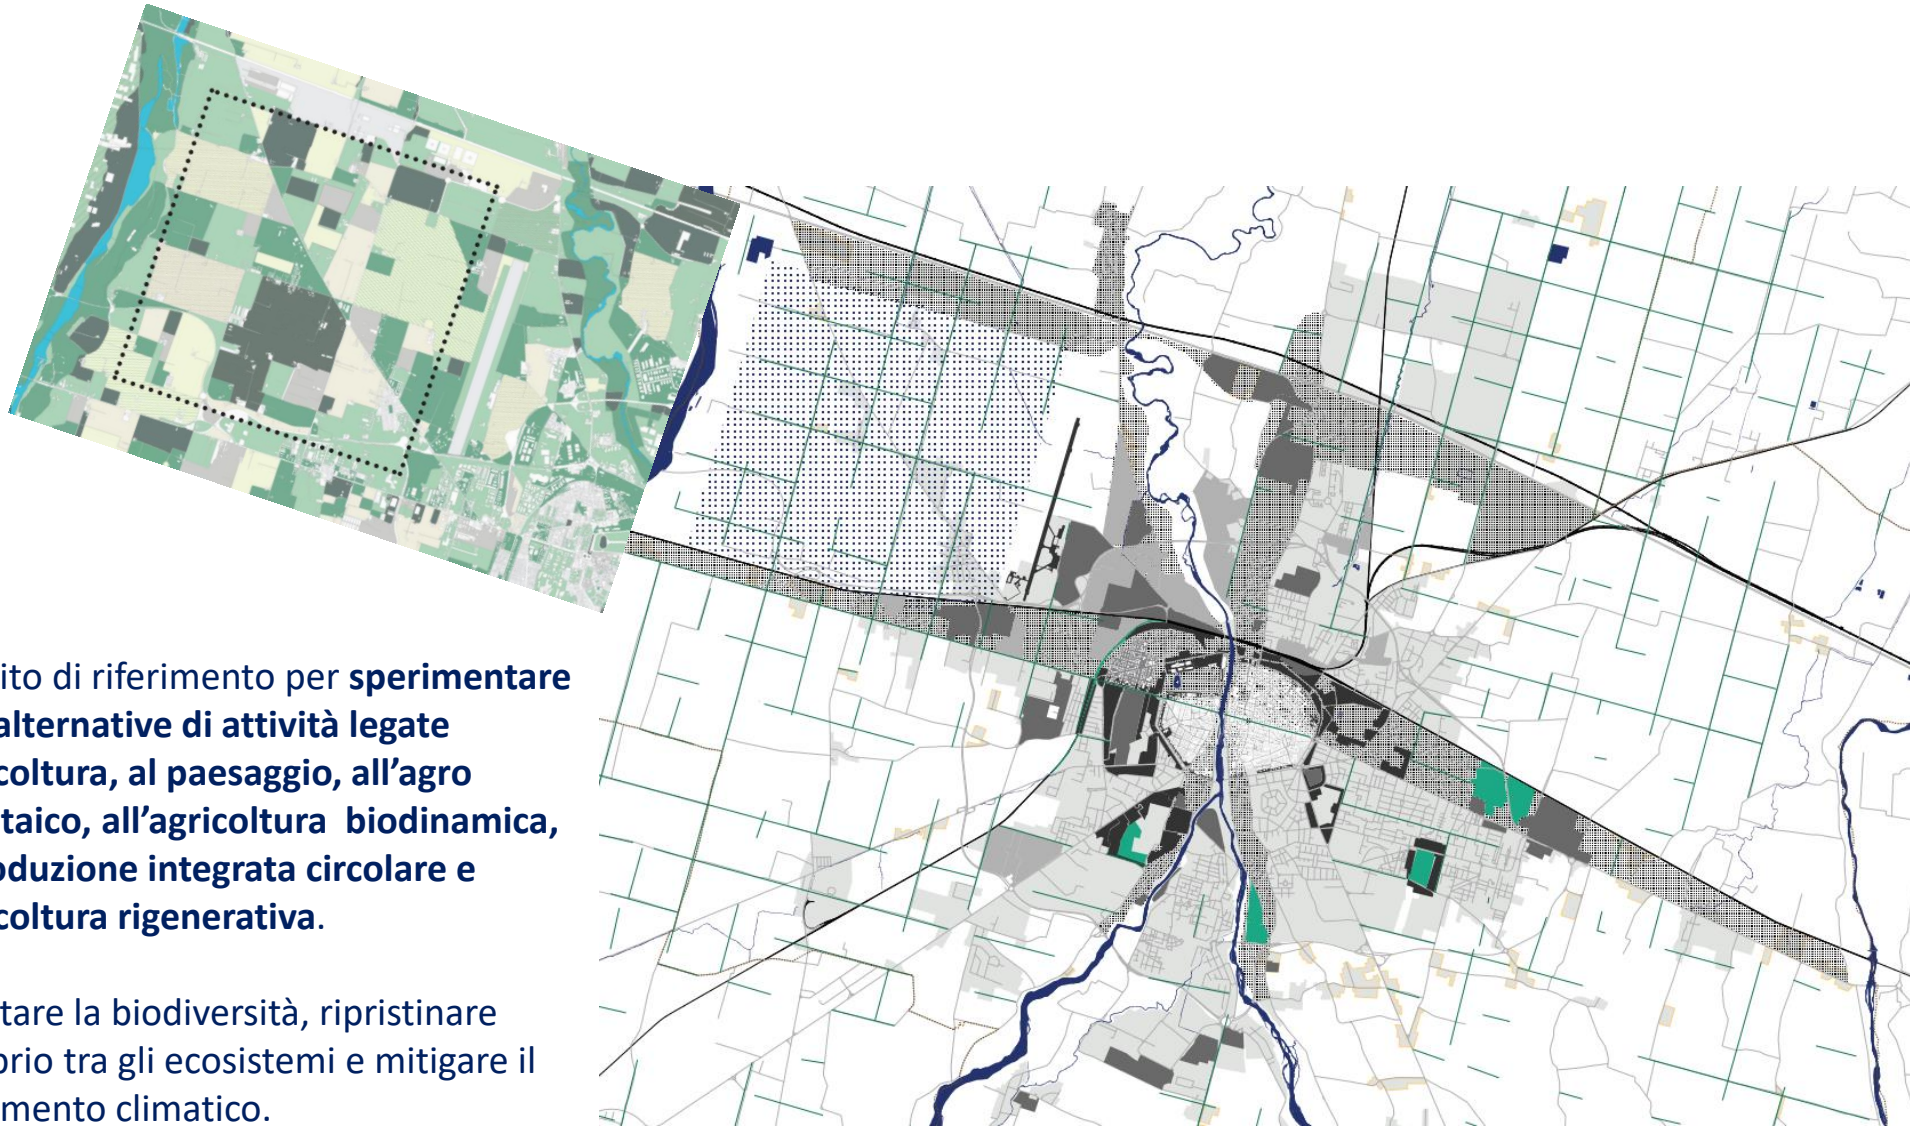 ito di riferimento per sperimentare
alternative di attività legate
coltura, al paesaggio, all’agro
taico, all’agricoltura biodinamica,
oduzione integrata circolare e
coltura rigenerativa.
tare la biodiversità, ripristinare
brio tra gli ecosistemi e mitigare il
mento climatico.